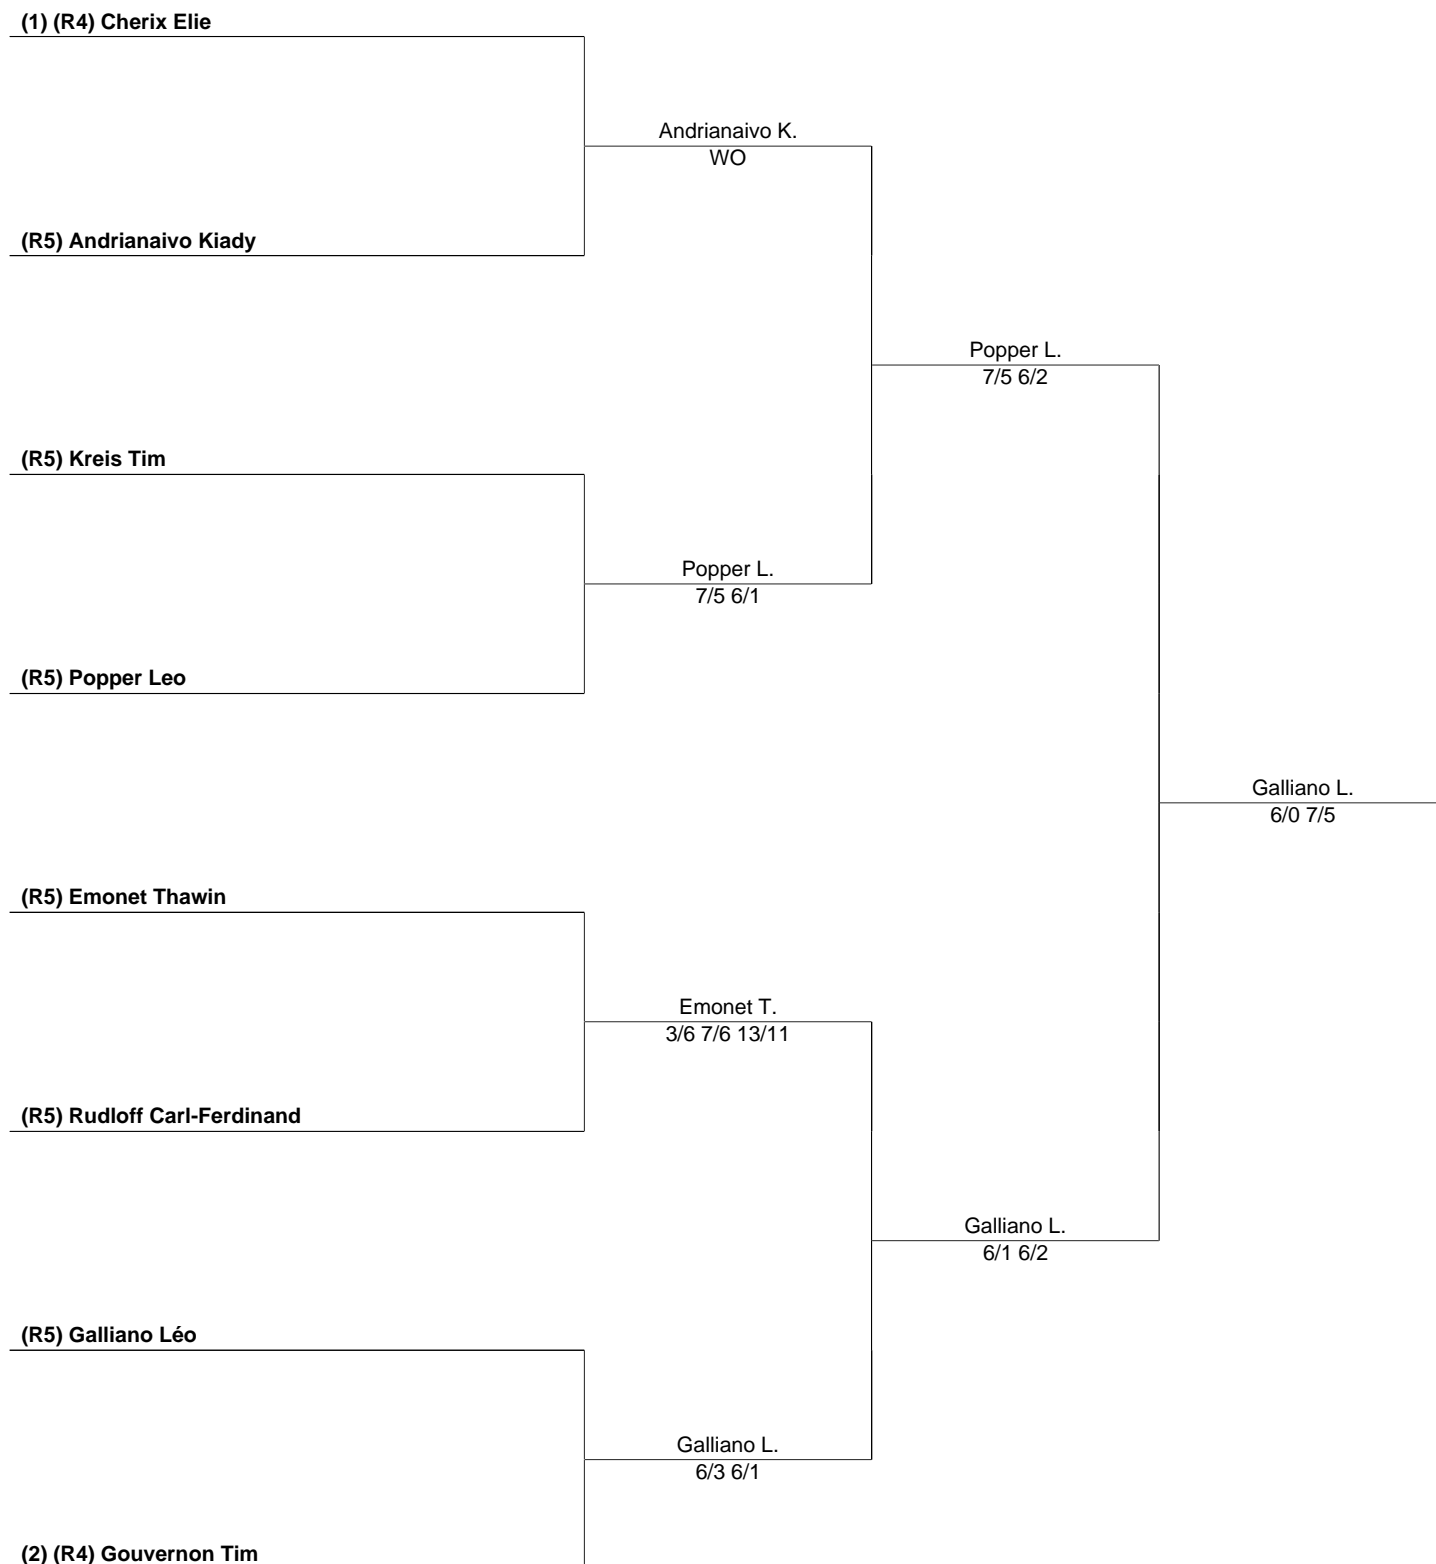 (1) (R4) Cherix Elie
Andrianaivo K.
WO
(R5) Andrianaivo Kiady
Popper L.
7/5 6/2
(R5) Kreis Tim
Popper L.
7/5 6/1
(R5) Popper Leo
Galliano L.
6/0 7/5
(R5) Emonet Thawin
Emonet T.
3/6 7/6 13/11
(R5) Rudloff Carl-Ferdinand
Galliano L.
6/1 6/2
(R5) Galliano Léo
Galliano L.
6/3 6/1
(2) (R4) Gouvernon Tim